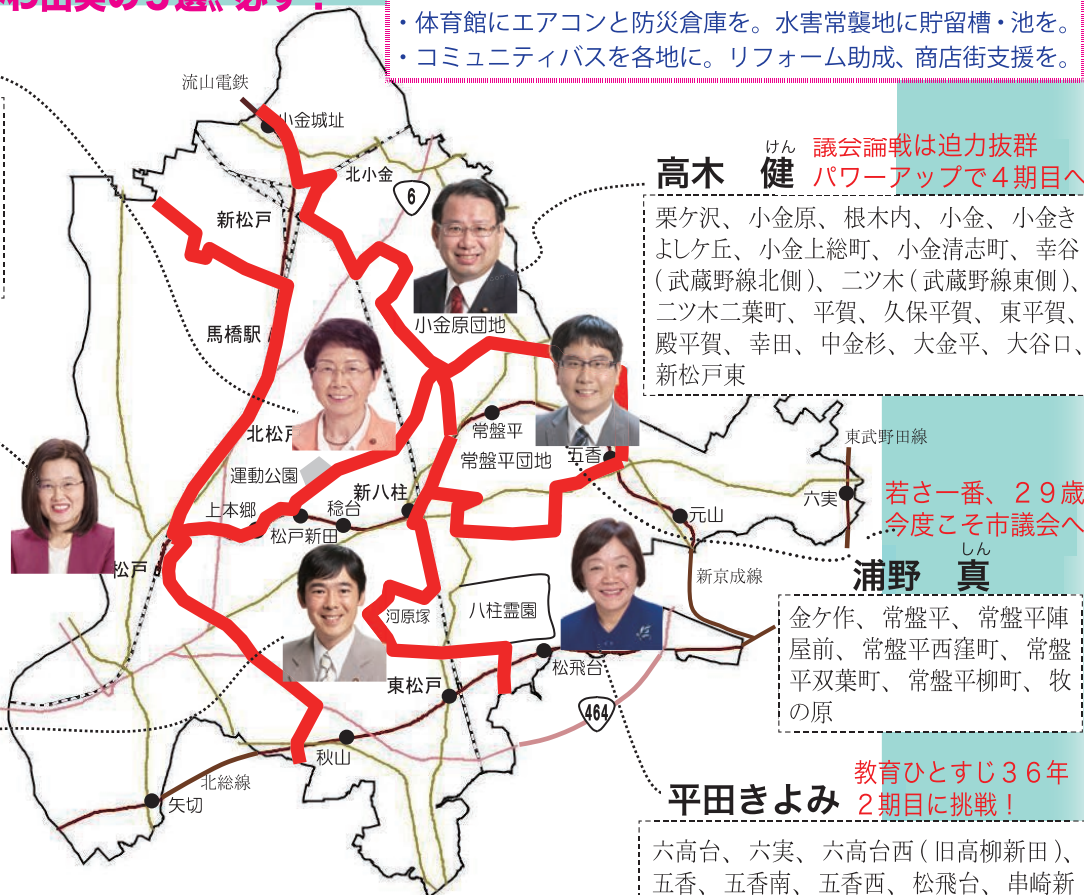 わ由美の５選〟必ず！
・体育館にエアコンと防災倉庫を。水害常襲地に貯留槽・池を。
・コミュニティバスを各地に。リフォーム助成、商店街支援を。
流山電鉄
小金城址
北小金
6
新松戸
馬橋駅
小金原団地
北松戸
常盤平
常盤平団地
五香
運動公園
新八柱
上本郷
稔台
松戸新田
松戸
元山
六実
東武野田線
新京成線
河原塚
八柱霊園
松飛台
東松戸
464
秋山
北総線
矢切
けん
高木　健
議会論戦は迫力抜群
パワーアップで４期目へ
栗ケ沢、小金原、根木内、小金、小金き
よしケ丘、小金上総町、小金清志町、幸谷
(武蔵野線北側)、二ツ木(武蔵野線東側)、
二ツ木二葉町、平賀、久保平賀、東平賀、
殿平賀、幸田、中金杉、大金平、大谷口、
新松戸東
若さ一番、２９歳
今度こそ市議会へ
しん
浦野　真
金ケ作、常盤平、常盤平陣
屋前、常盤平西窪町、常盤
平双葉町、常盤平柳町、牧
の原
教育ひとすじ３６年
２期目に挑戦！
平田きよみ
六高台、六実、六高台西(旧高柳新田)、
五香、五香南、五香西、松飛台、串崎新